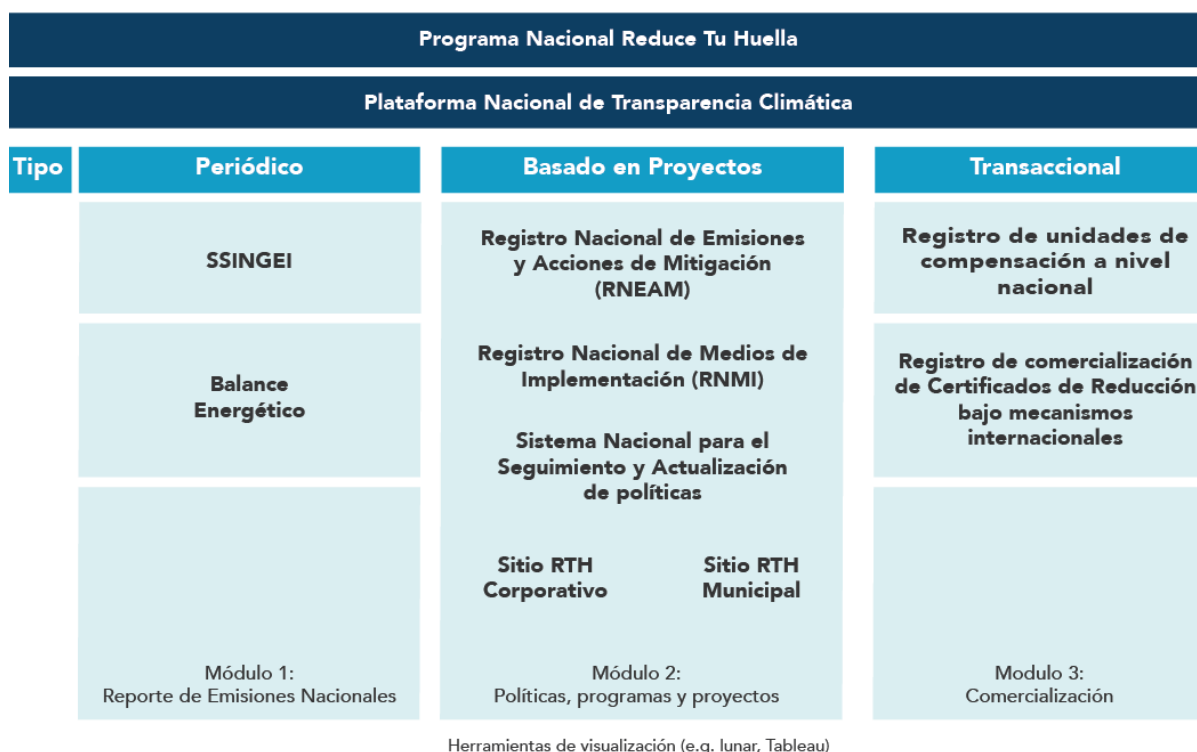 Programa Nacional Reduce Tu Huella
Plataforma Nacional de Transparencia Climática
Tipo
Periódico
Basado en Proyectos
Transaccional
SSINGEI
Registro Nacional de Emisiones
y Acciones de Mitigación
(RNEAM)
Registro de unidades de
compensación a nivel
nacional
Balance
Energético
Registro Nacional de Medios de
Implementación (RNMI)
Sistema Nacional para el
Seguimiento y Actualización
de políticas
Registro de comercialización
de Certificados de Reducción
bajo mecanismos
internacionales
Sitio RTH
Corporativo
Sitio RTH
Municipal
Módulo 1:
Reporte de Emisiones Nacionales
Módulo 2:
Políticas, programas y proyectos
Modulo 3:
Comercialización
Herramientas de visualización (e.g. lunar, Tableau)